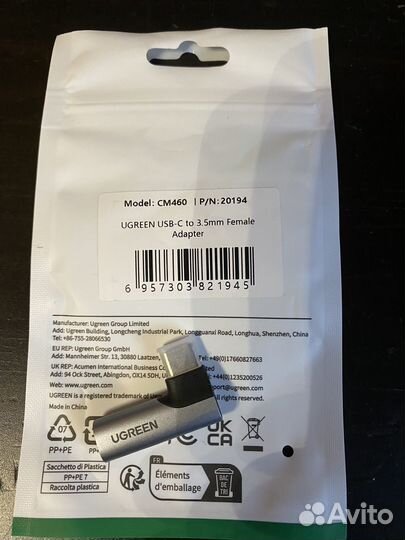 Model: CM460 | P/N: 20194
UGREEN USB-C to 3.5mm Female
Adapter
6 957303 821945
Manufacturer: Ugreen Group Limited
Add: Ugreen Building, Longcheng Industrial Park, Longguanxi Road, Longhua, Shenzhen, China
Tel: +86-755-28066530
EU REP: Ugreen Group GmbH
Add: Mannheimer Str. 13, 30880 Laatzen, +49(0)17660827663
UK REP: Acumen International Business
Add: 94 Ock Street, Abingdon, OX14 5DH, +44(0)1235200526
UGREEN is a registered trademark of
Made in China
07
PP+PE
PP+
UGREEN
UK
CA
Sacchetto di Plastica
PP+PE 7
Raccolta plastica
FR
Éléments
d'emballage
BAC
DE
TRI
Avito